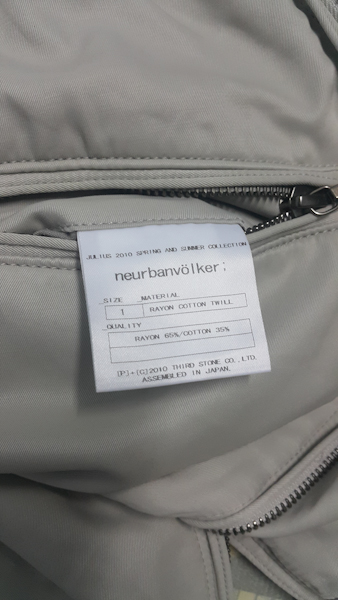 JULIUS 2010 SPRING AND SUMMER COLLECTION
neurbanvölker;
SIZE MATERIAL
1 RAYON COTTON TWILL
QUALITY
RAYON 65%/COTTON 35%
(P)+(C)2010 THIRD STONE CO., LTD.
ASSEMBLED IN JAPAN.